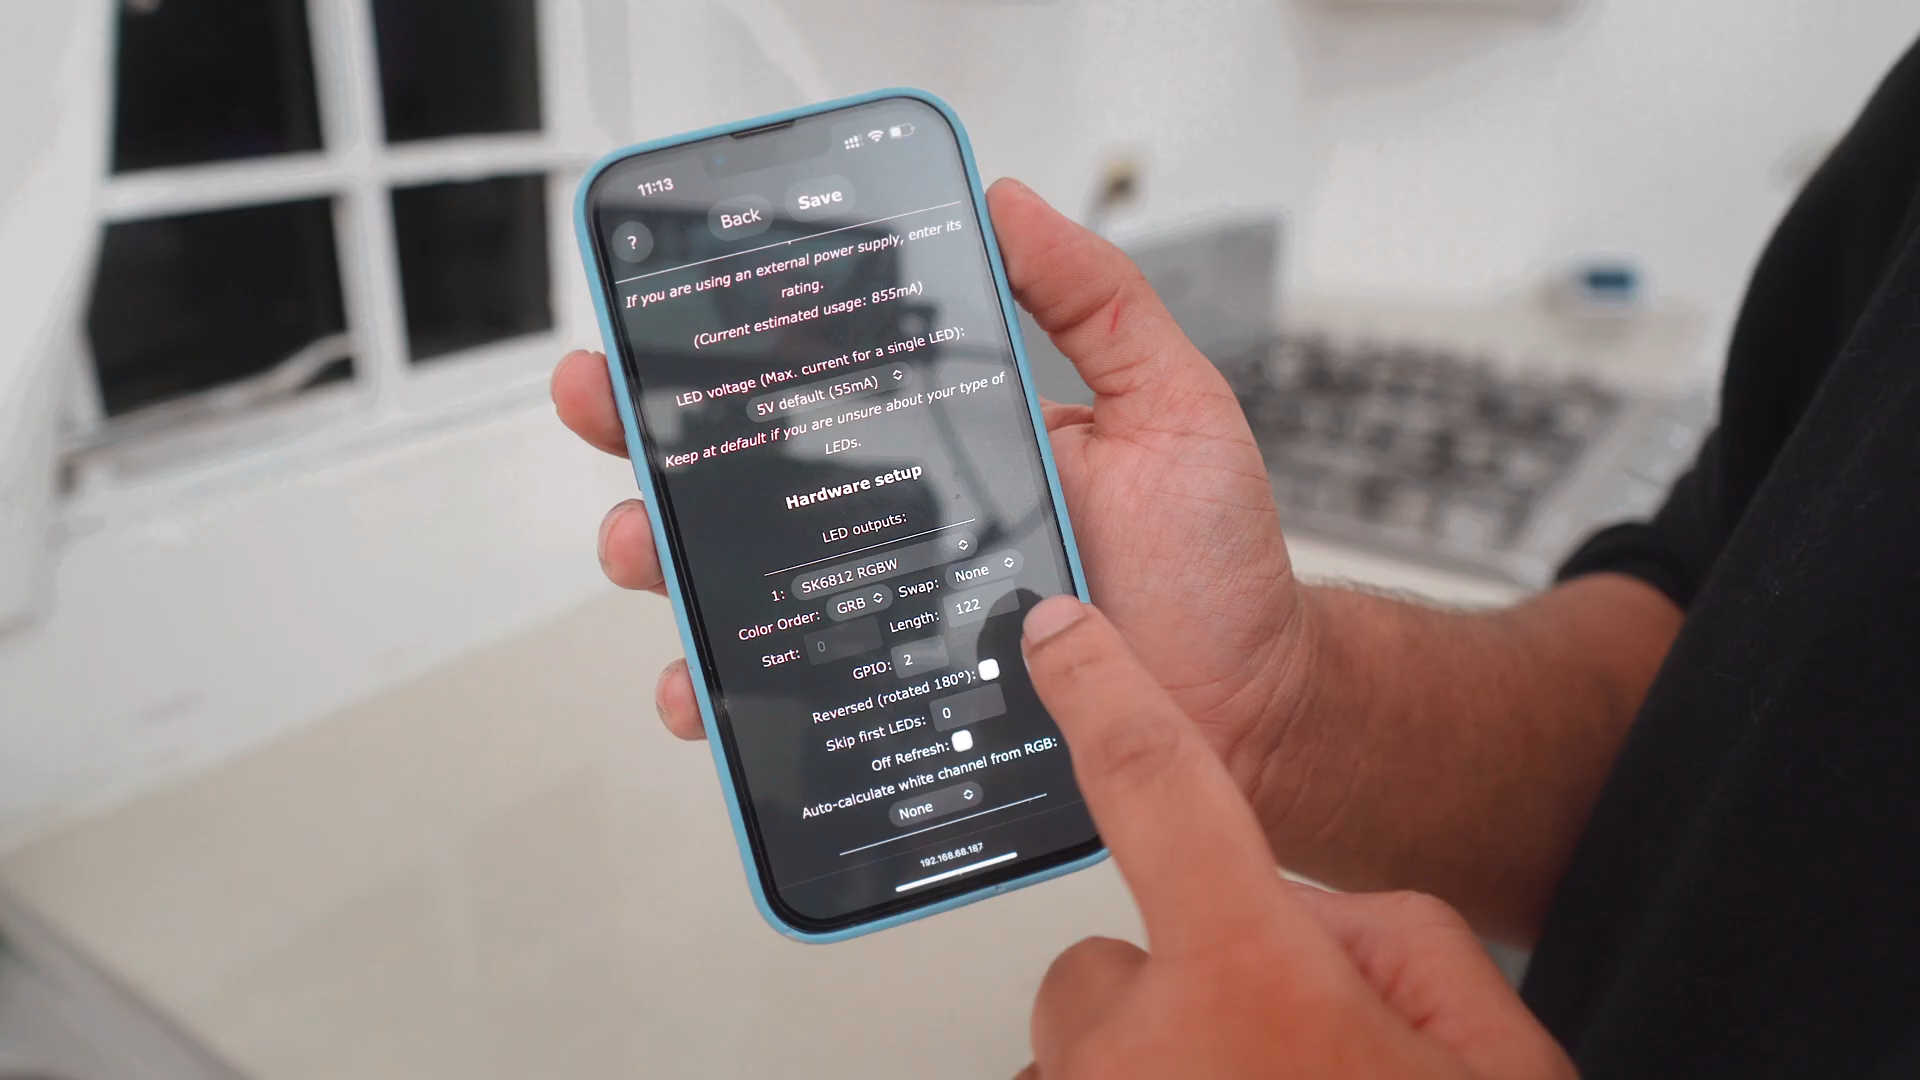 11:13
?
Back
Save
If you are using an external power supply, enter its
rating.
(Current estimated usage: 855mA)
LED voltage (Max. current for a single LED):
5V default (55mA)
Keep at default if you are unsure about your type of
LEDs.
Hardware setup
LED outputs:
1: SK6812 RGBW
Color Order: GRB Swap: None
Start: 0 Length: 122
GPIO: 2
Reversed (rotated 180°):
Skip first LEDs: 0
Off Refresh:
Auto-calculate white channel from RGB:
None
192.168.68.187